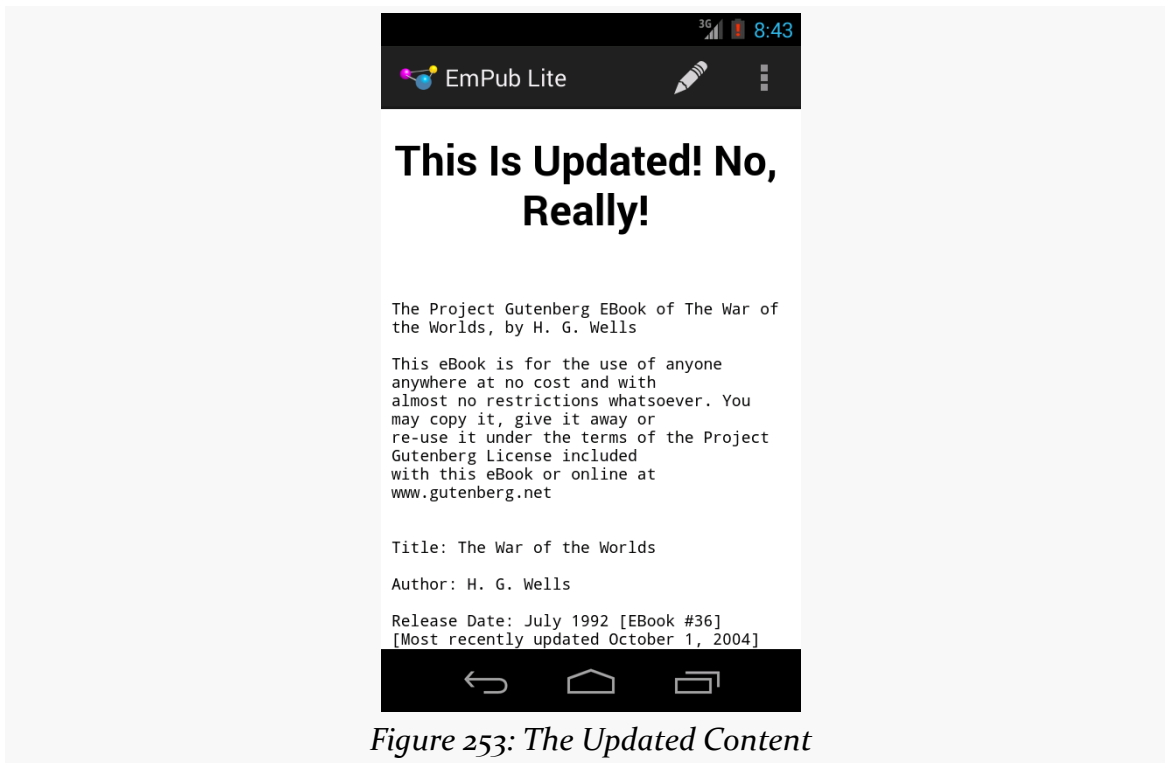 3G
8:43
EmPub Lite
This Is Updated! No,
Really!
The Project Gutenberg EBook of The War of
the Worlds, by H. G. Wells
This eBook is for the use of anyone
anywhere at no cost and with
almost no restrictions whatsoever. You
may copy it, give it away or
re-use it under the terms of the Project
Gutenberg License included
with this eBook or online at
www.gutenberg.net
Title: The War of the Worlds
Author: H. G. Wells
Release Date: July 1992 [EBook #36]
[Most recently updated October 1, 2004]
Figure 253: The Updated Content